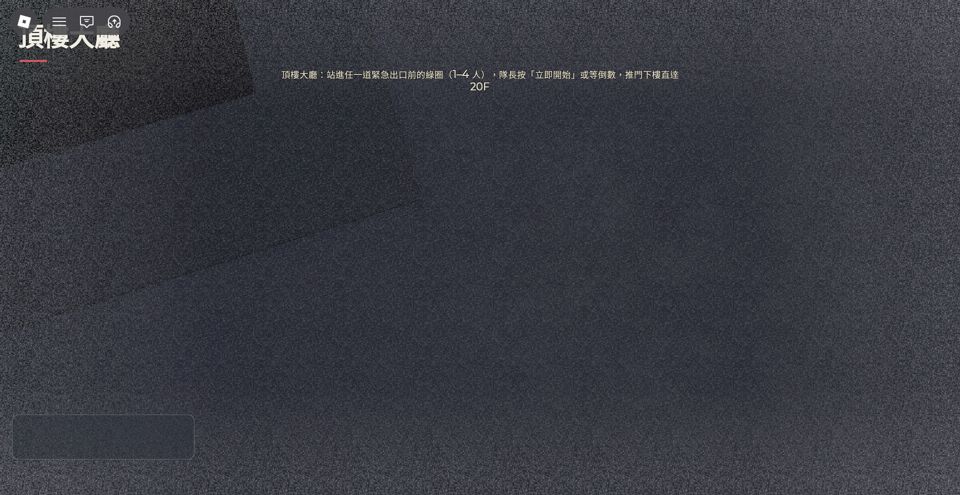 頂樓大廳
頂樓大廳：站進任一道緊急出口前的綠圈（1–4 人），隊長按「立即開始」或等倒數，推門下樓直達
20F